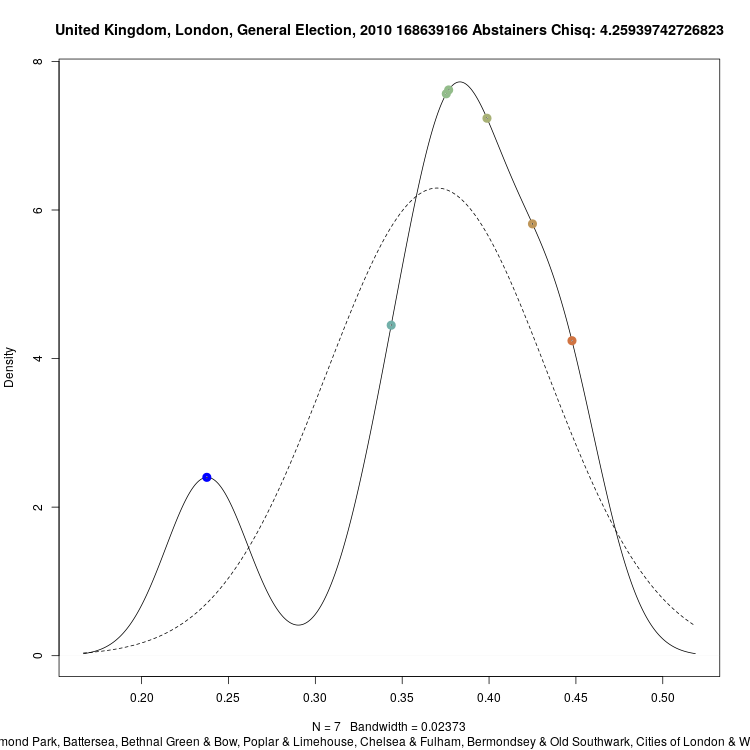 United Kingdom, London, General Election, 2010 168639166 Abstainers Chisq: 4.25939742726823
8
6
4
2
0
Density
0.20 0.25 0.30 0.35 0.40 0.45 0.50
N = 7 Bandwidth = 0.02373
mond Park, Battersea, Bethnal Green & Bow, Poplar & Limehouse, Chelsea & Fulham, Bermondsey & Old Southwark, Cities of London & W